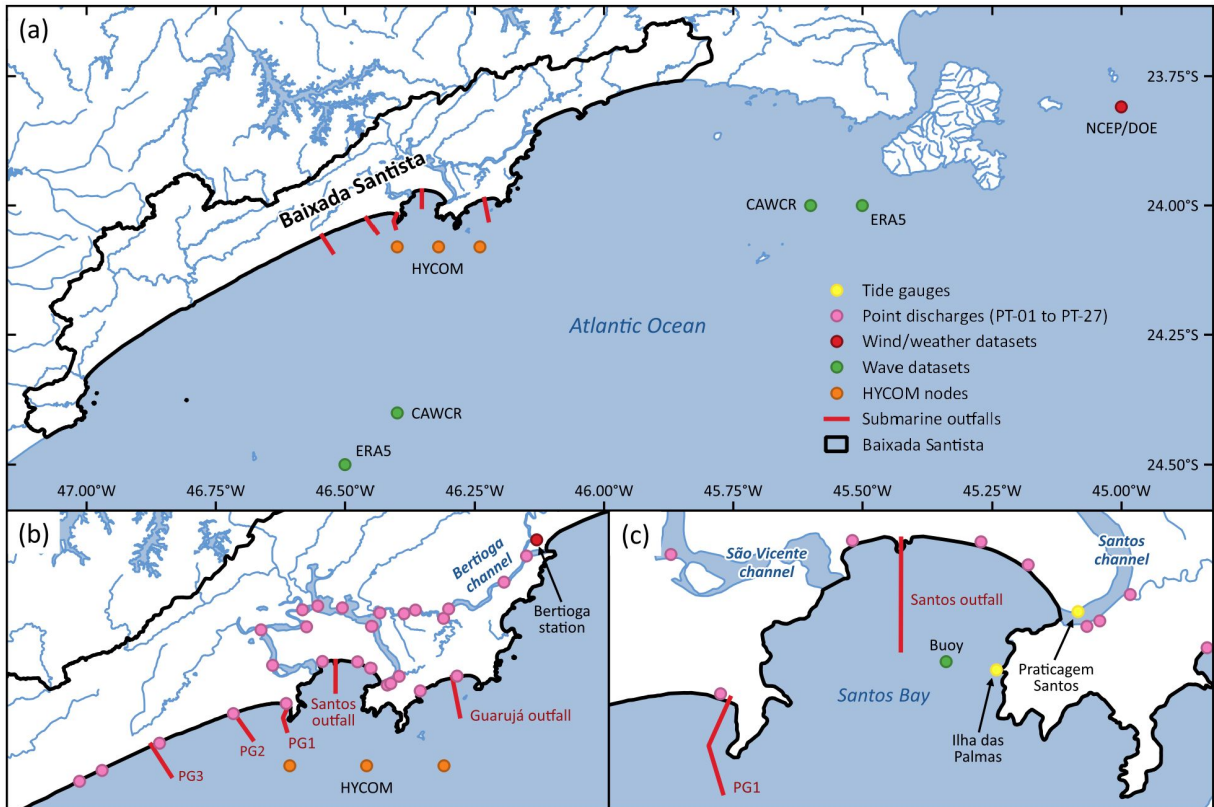 (a)
23.75°S
NCEP/DOE
Baixada Santista
CAWCR
ERA5
24.00°S
HYCOM
Atlantic Ocean
24.25°S
Tide gauges
Point discharges (PT-01 to PT-27)
Wind/weather datasets
Wave datasets
HYCOM nodes
Submarine outfalls
Baixada Santista
CAWCR
ERA5
24.50°S
47.00°W
46.75°W
46.50°W
46.25°W
46.00°W
45.75°W
45.50°W
45.25°W
45.00°W
(b)
Bertioga
channel
Bertioga
station
Santos
outfall
Guarujá outfall
PG1
PG2
PG3
HYCOM
(c)
São Vicente
channel
Santos
channel
Santos outfall
Buoy
Praticagem
Santos
Santos Bay
Ilha das
Palmas
PG1